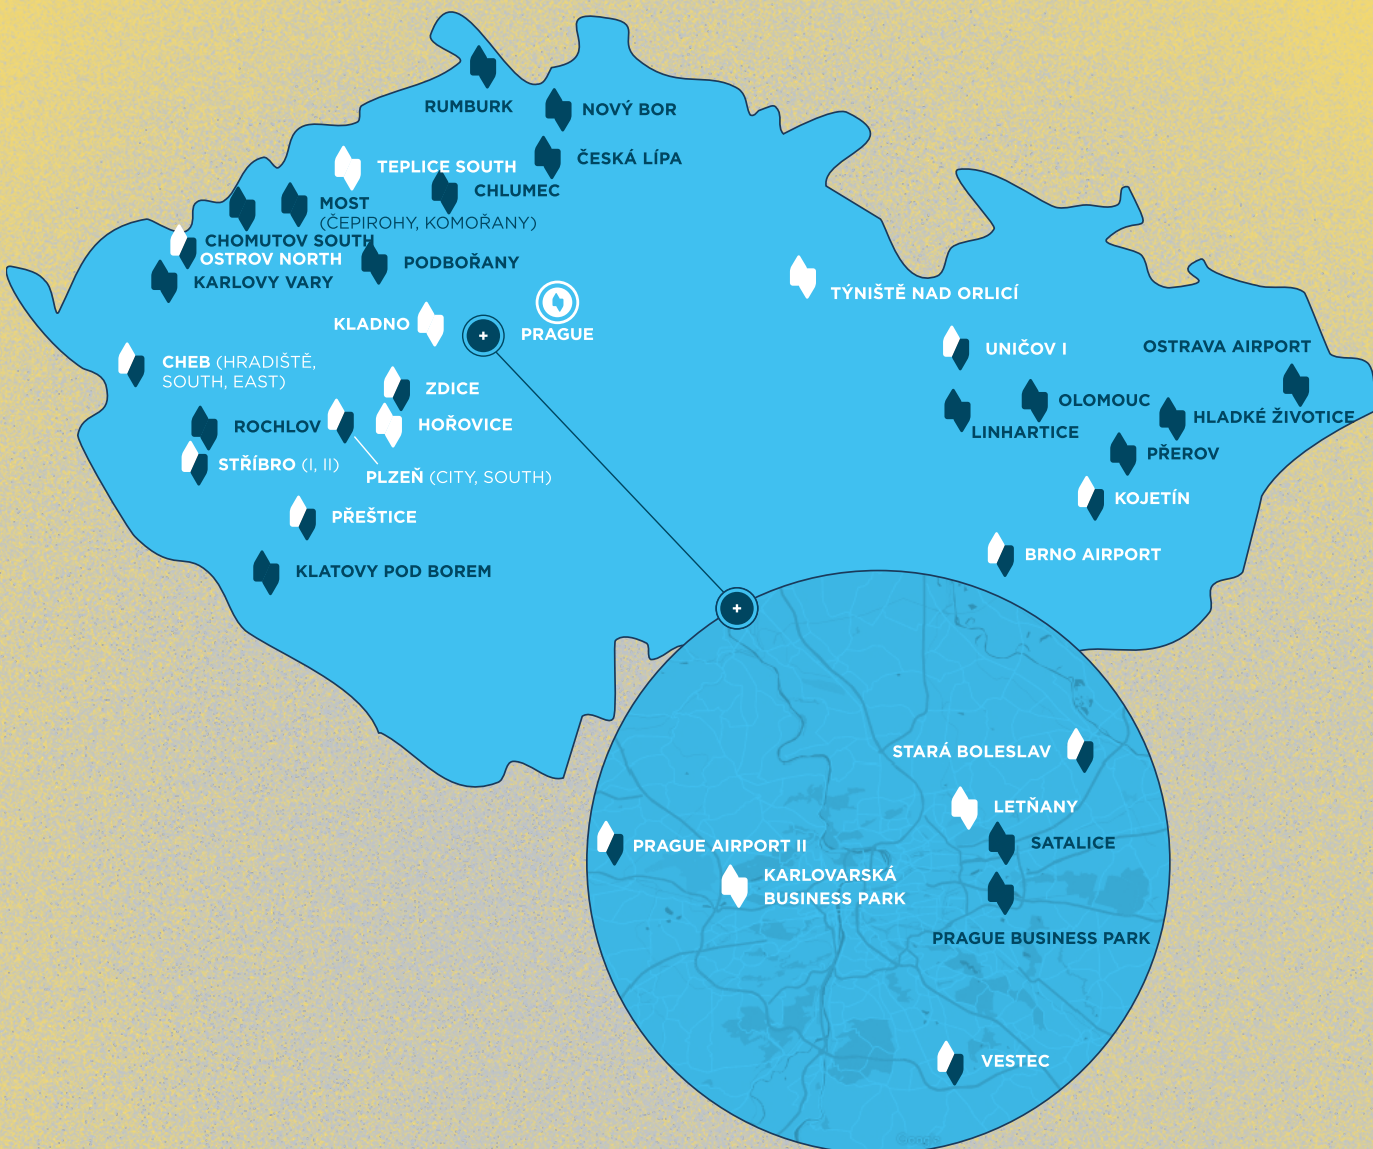 RUMBURK
NOVÝ BOR
ČESKÁ LÍPA
TEPLICE SOUTH
CHLUMEC
MOST
(ČEPIROHY, KOMOŘANY)
CHOMUTOV SOUTH
OSTROV NORTH
PODBOŘANY
KARLOVY VARY
KLADNO
PRAGUE
TÝNIŠTĚ NAD ORLICÍ
CHEB (HRADIŠTĚ,
SOUTH, EAST)
ZDICE
ROCHLOV
HOŘOVICE
STŘÍBRO (I, II)
PLZEŇ (CITY, SOUTH)
PŘEŠTICE
KLATOVY POD BOREM
UNIČOV I
OSTRAVA AIRPORT
OLOMOUC
HLADKÉ ŽIVOTICE
LINHARTICE
PŘEROV
KOJETÍN
BRNO AIRPORT
STARÁ BOLESLAV
LETŇANY
SATALICE
PRAGUE AIRPORT II
KARLOVARSKÁ
BUSINESS PARK
PRAGUE BUSINESS PARK
VESTEC
Google